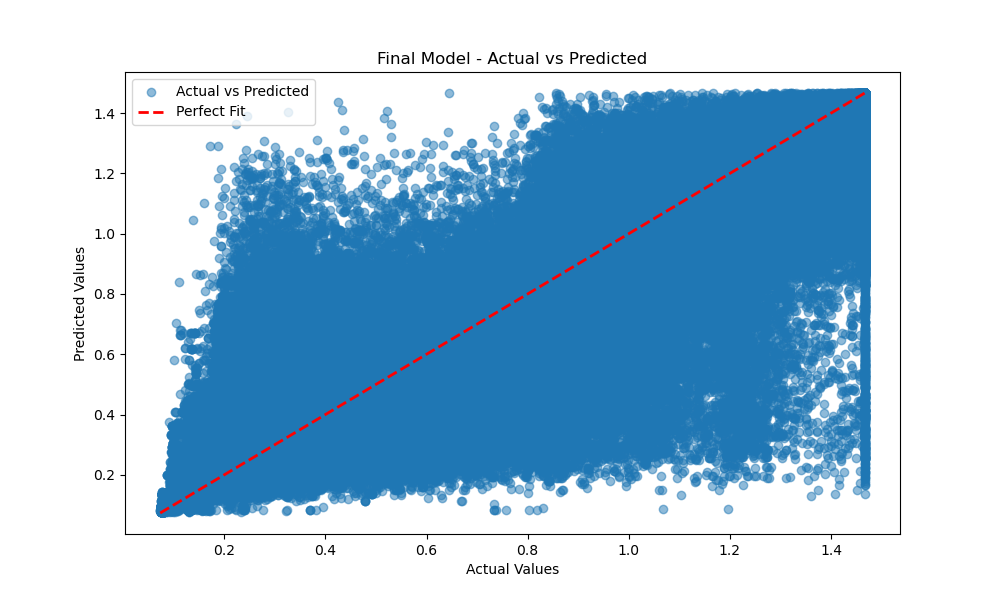 Final Model - Actual vs Predicted
Actual vs Predicted
Perfect Fit
Predicted Values
1.4
1.2
1.0
0.8
0.6
0.4
0.2
0.2
0.4
0.6
0.8
1.0
1.2
1.4
Actual Values